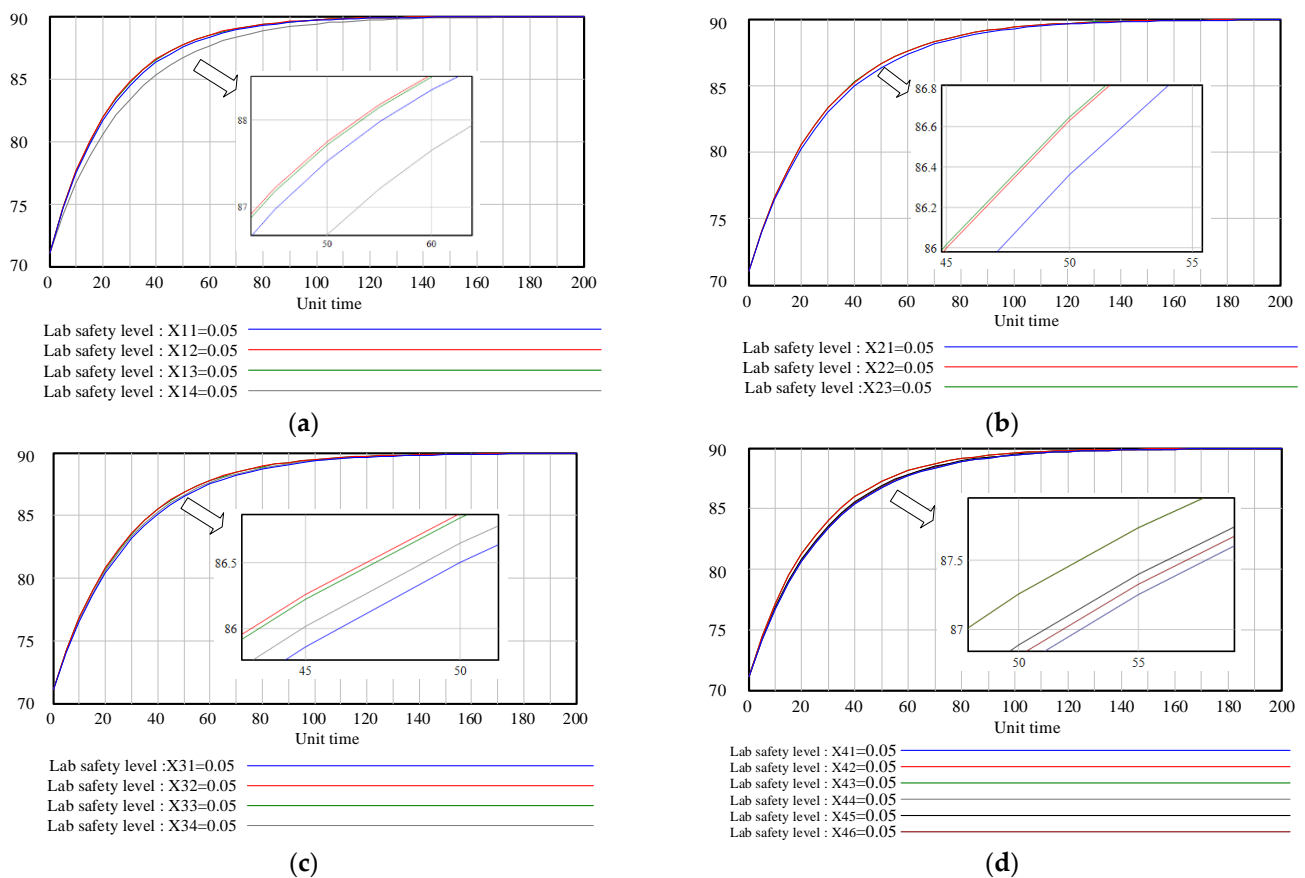 90
85
80
75
70
88
87
50 60
0 20 40 60 80 100 120 140 160 180 200
Unit time
Lab safety level : X11=0.05
Lab safety level : X12=0.05
Lab safety level : X13=0.05
Lab safety level : X14=0.05
(a)
90
85
80
75
70
86.8
86.6
86.4
86.2
86
45 50 55
0 20 40 60 80 100 120 140 160 180 200
Unit time
Lab safety level : X21=0.05
Lab safety level : X22=0.05
Lab safety level :X23=0.05
(b)
90
85
80
75
70
86.5
86
45 50
0 20 40 60 80 100 120 140 160 180 200
Unit time
Lab safety level :X31=0.05
Lab safety level : X32=0.05
Lab safety level : X33=0.05
Lab safety level : X34=0.05
(c)
90
85
80
75
70
87.5
87
50 55
0 20 40 60 80 100 120 140 160 180 200
Unit time
Lab safety level : X41=0.05
Lab safety level : X42=0.05
Lab safety level : X43=0.05
Lab safety level : X44=0.05
Lab safety level : X45=0.05
Lab safety level : X46=0.05
(d)